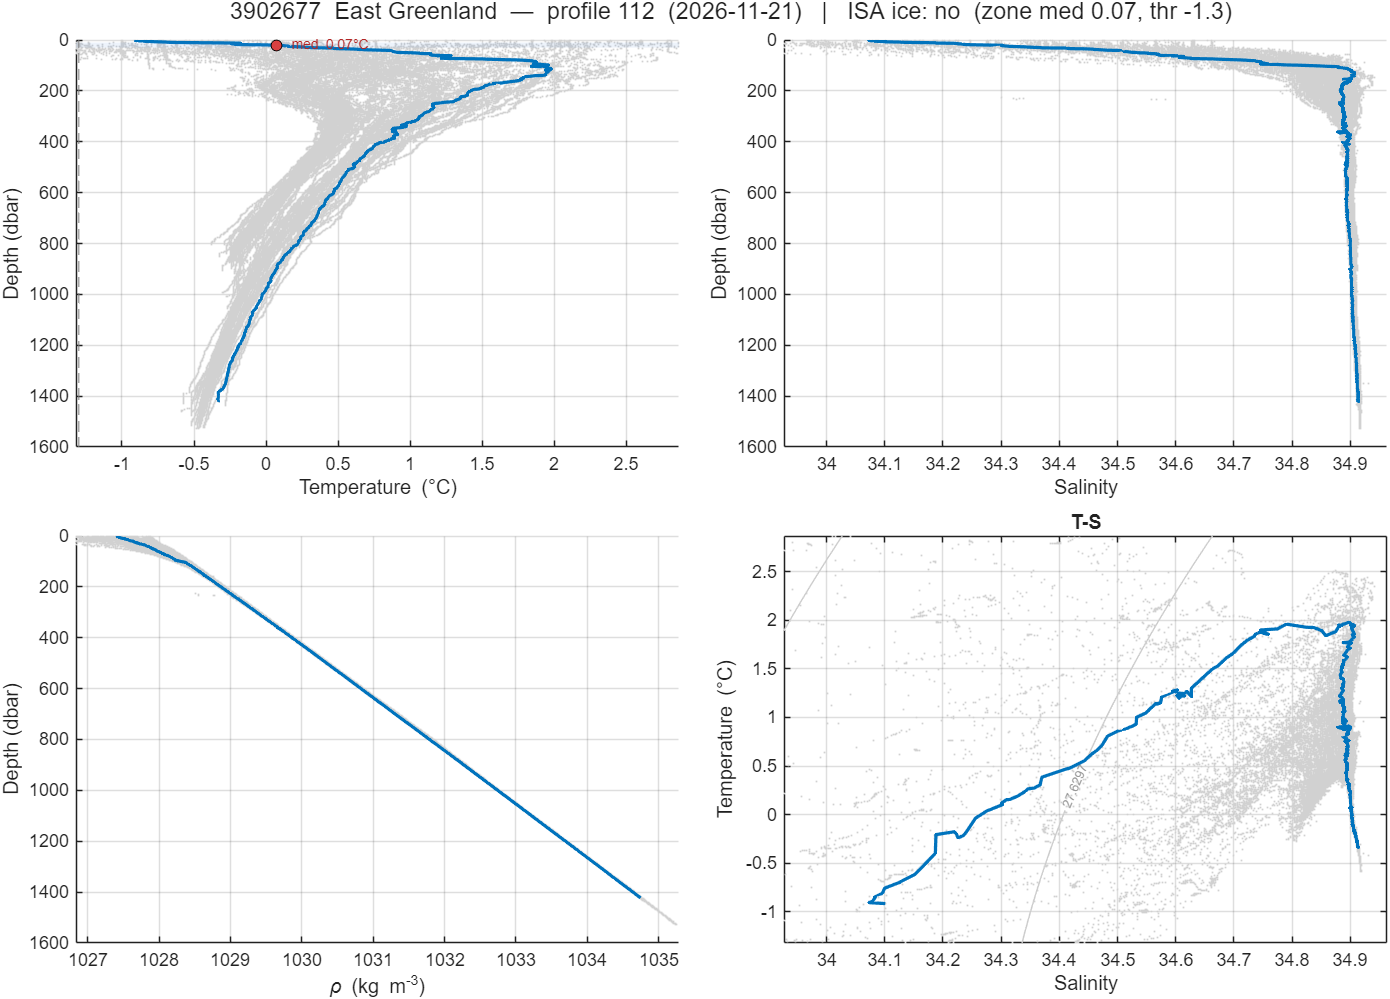 3902677 East Greenland — profile 112 (2026-11-21) | ISA ice: no (zone med 0.07, thr -1.3)
med 0.07°C
0
200
400
600
800
1000
1200
1400
1600
Depth (dbar)
-1 -0.5 0 0.5 1 1.5 2 2.5
Temperature (°C)
0
200
400
600
800
1000
1200
1400
1600
Depth (dbar)
34 34.1 34.2 34.3 34.4 34.5 34.6 34.7 34.8 34.9
Salinity
0
200
400
600
800
1000
1200
1400
1600
Depth (dbar)
1027 1028 1029 1030 1031 1032 1033 1034 1035
ρ (kg m-3)
T-S
2.5
2
1.5
1
0.5
0
-0.5
-1
Temperature (°C)
27.6297
34 34.1 34.2 34.3 34.4 34.5 34.6 34.7 34.8 34.9
Salinity